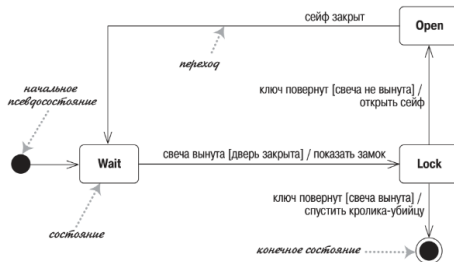 сейф закрыт
Open
переход
ключ повернут [свеча не вынута] /
открыть сейф
начальное
псевдосостояние
Wait
свеча вынута [дверь закрыта] / показать замок
Lock
ключ повернут [свеча вынута] /
спустить кролика-убийцу
состояние
конечное состояние